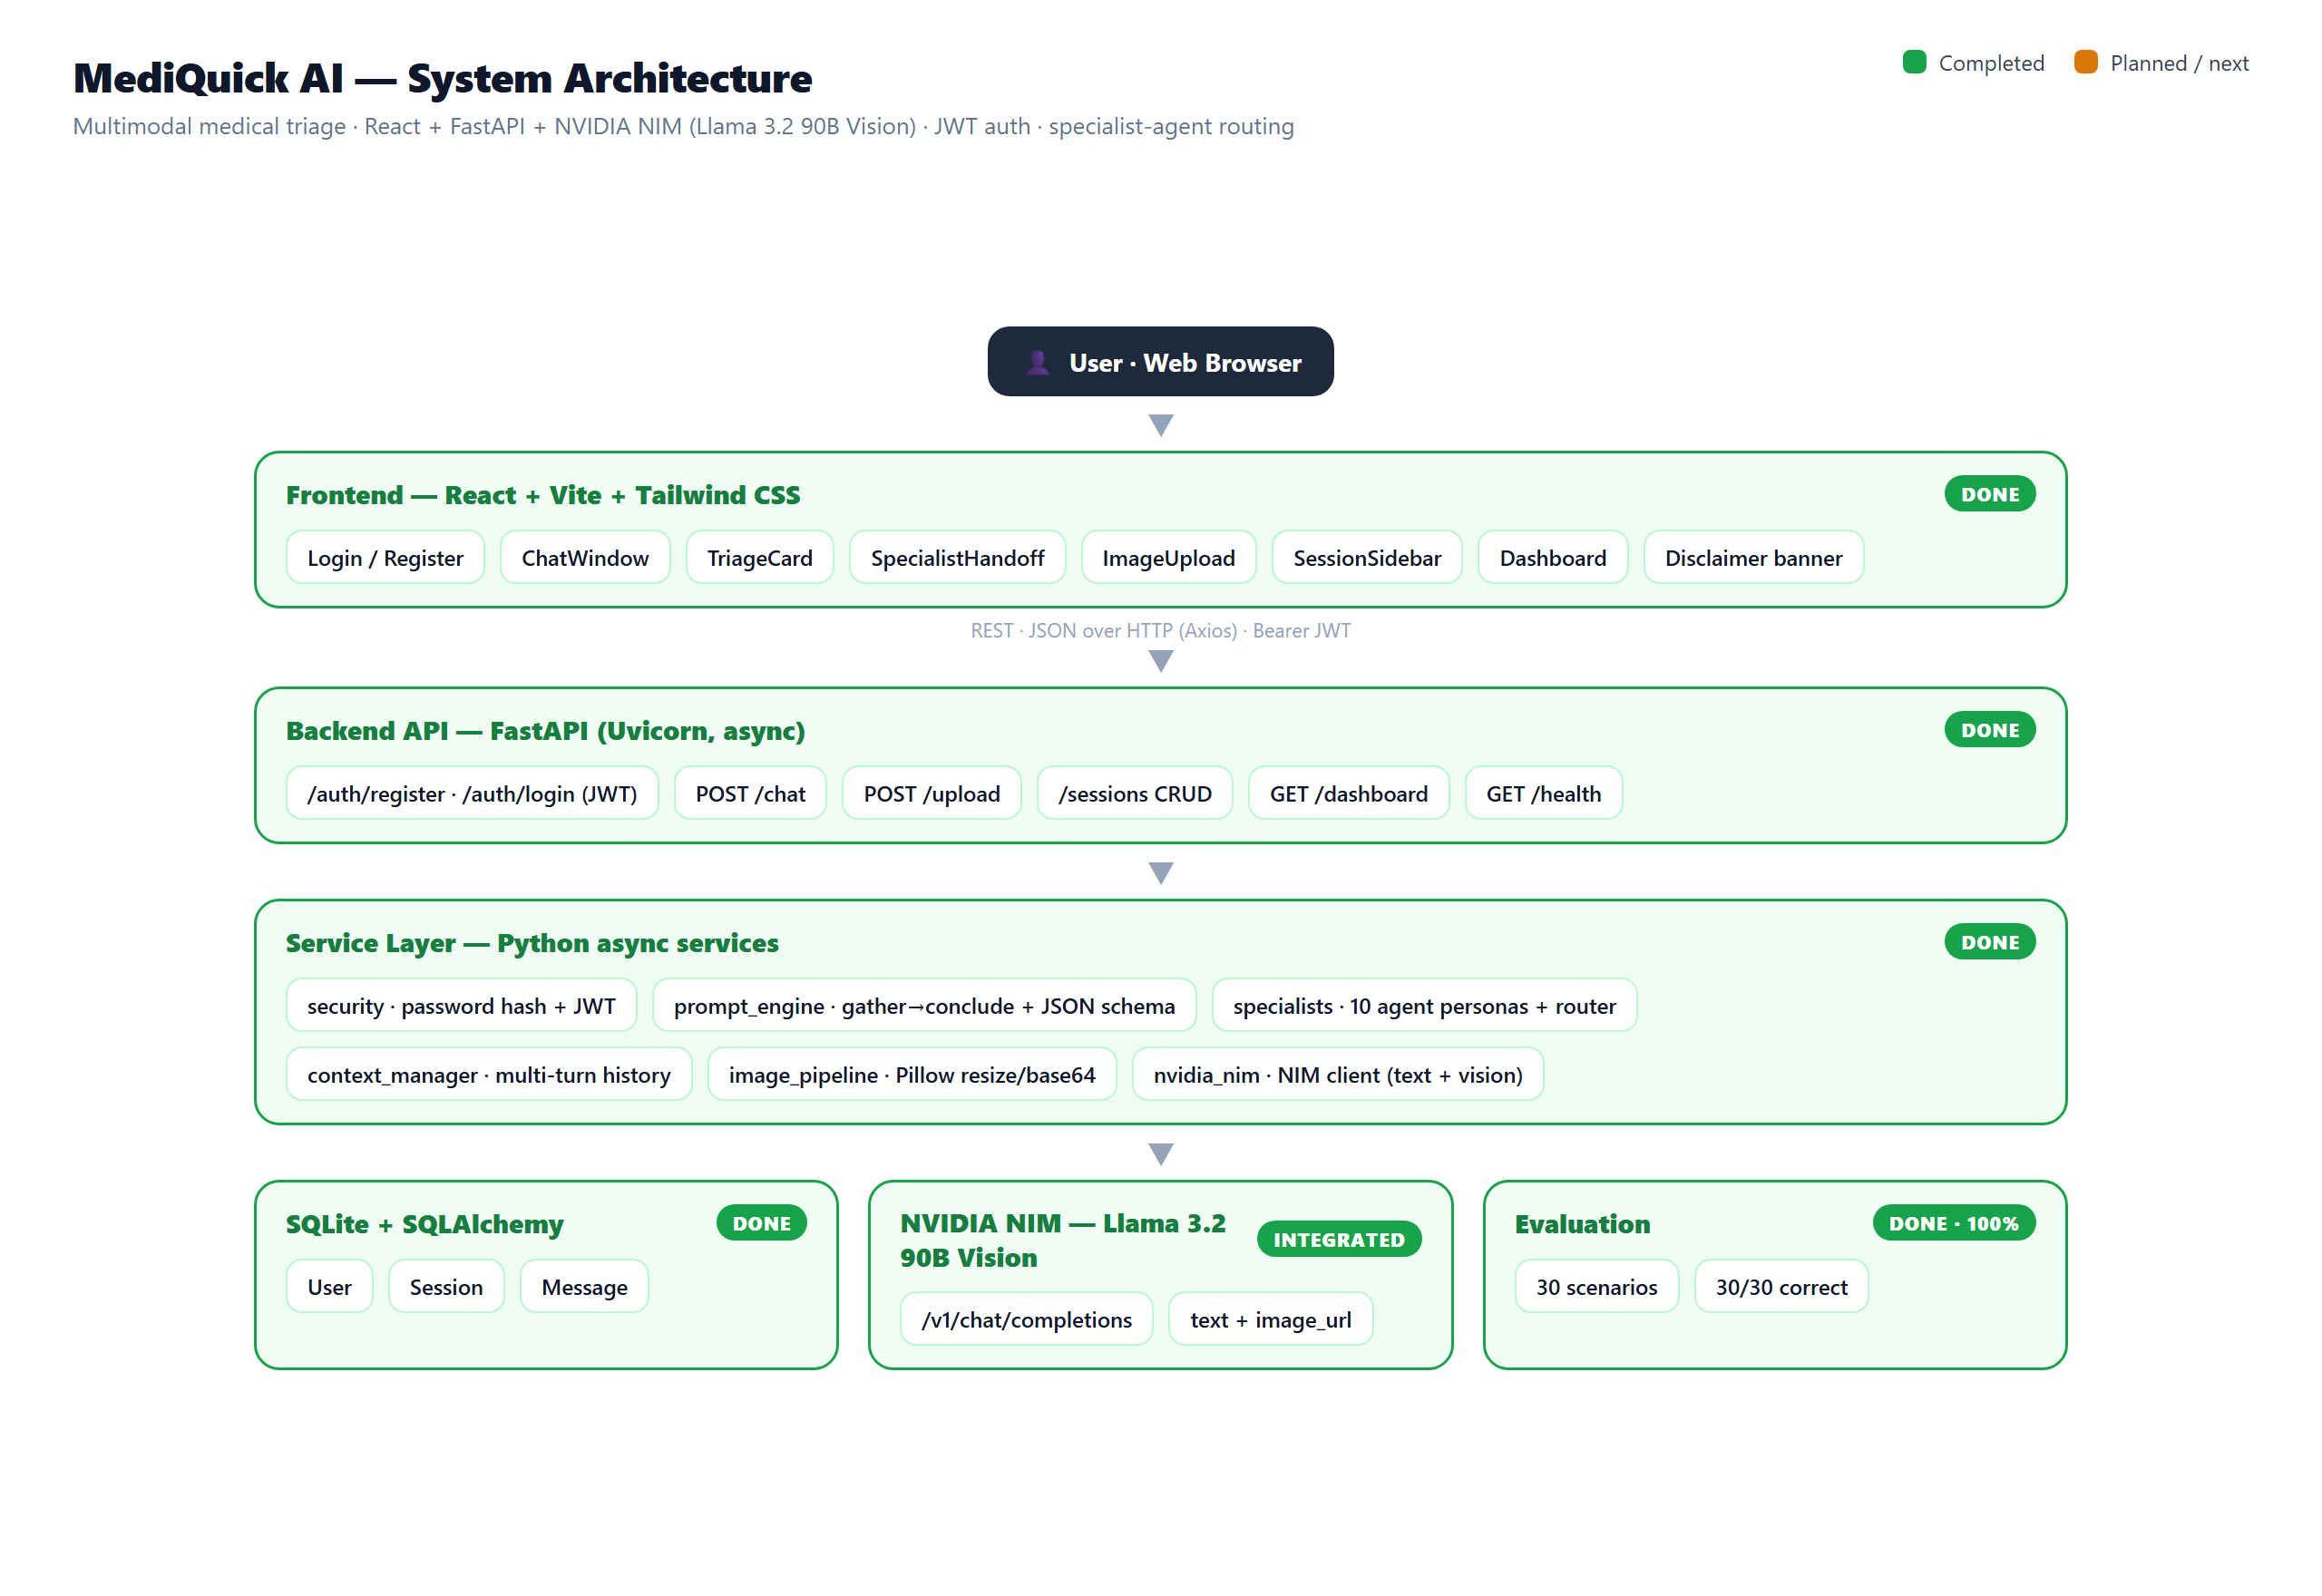 MediQuick AI — System Architecture
Completed
Planned / next
Multimodal medical triage · React + FastAPI + NVIDIA NIM (Llama 3.2 90B Vision) · JWT auth · specialist-agent routing
User · Web Browser
Frontend — React + Vite + Tailwind CSS
DONE
Login / Register
ChatWindow
TriageCard
SpecialistHandoff
ImageUpload
SessionSidebar
Dashboard
Disclaimer banner
REST · JSON over HTTP (Axios) · Bearer JWT
Backend API — FastAPI (Uvicorn, async)
DONE
/auth/register · /auth/login (JWT)
POST /chat
POST /upload
/sessions CRUD
GET /dashboard
GET /health
Service Layer — Python async services
DONE
security · password hash + JWT
prompt_engine · gather→conclude + JSON schema
specialists · 10 agent personas + router
context_manager · multi-turn history
image_pipeline · Pillow resize/base64
nvidia_nim · NIM client (text + vision)
SQLite + SQLAlchemy
DONE
User
Session
Message
NVIDIA NIM — Llama 3.2
90B Vision
INTEGRATED
/v1/chat/completions
text + image_url
Evaluation
DONE · 100%
30 scenarios
30/30 correct